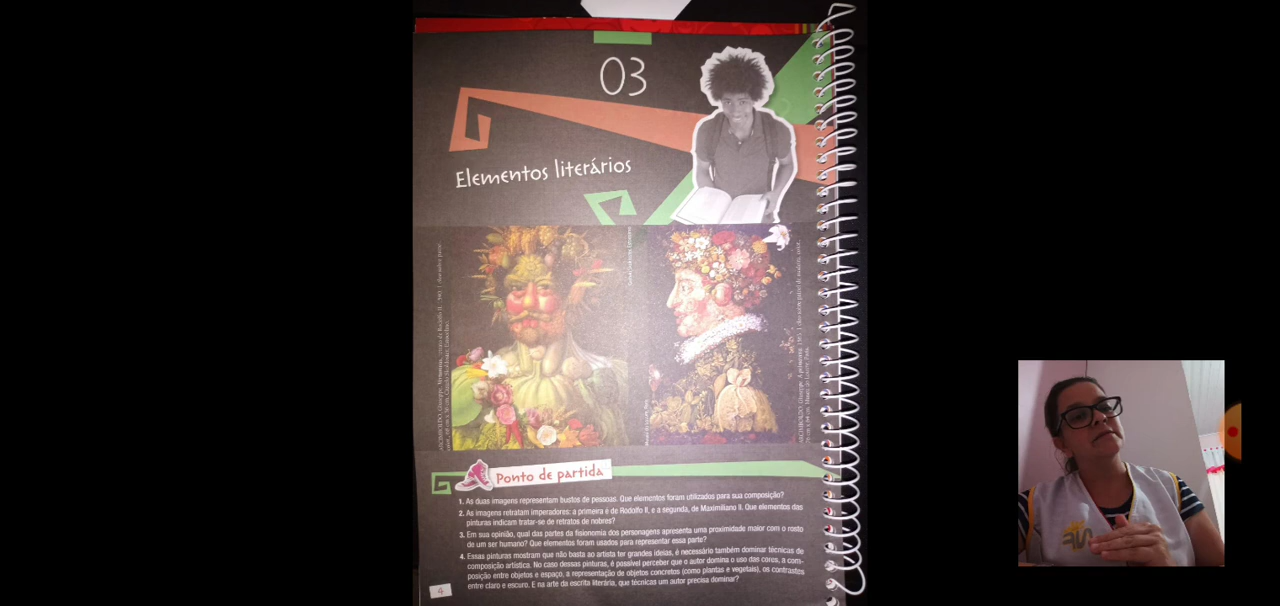 03
Elementos literários
Ponto de partida
1. As duas imagens representam bustos de pessoas. Que elementos foram utilizados para sua composição?
2. As imagens retratam imperadores: a primeira é de Rodolfo II, e a segunda, de Maximiliano II. Que elementos das
pinturas indicam tratar-se de retratos de nobres?
3. Em sua opinião, qual das partes da fisionomia dos personagens apresenta uma proximidade maior com o rosto
de um ser humano? Que elementos foram usados para representar essa parte?
4. Essas pinturas mostram que não basta ao artista ter grandes ideias, é necessário também dominar técnicas de
composição artística. No caso dessas pinturas, é possível perceber que o autor domina o uso das cores, a com-
posição entre objetos e espaço, a representação de objetos concretos (como plantas e vegetais), os contrastes
entre claro e escuro. E na arte da escrita literária, que técnicas um autor precisa dominar?
4